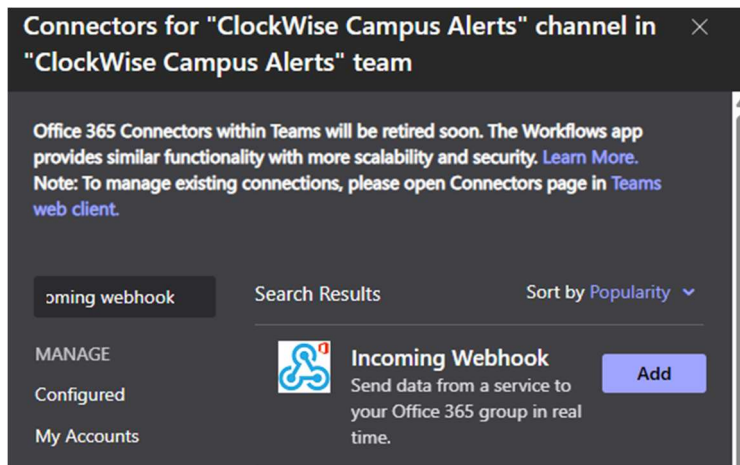 Connectors for "ClockWise Campus Alerts" channel in
"ClockWise Campus Alerts" team
Office 365 Connectors within Teams will be retired soon. The Workflows app
provides similar functionality with more scalability and security. Learn More.
Note: To manage existing connections, please open Connectors page in Teams
web client.
oming webhook
Search Results
Sort by Popularity
MANAGE
Configured
My Accounts
Incoming Webhook
Send data from a service to
your Office 365 group in real
time.
Add